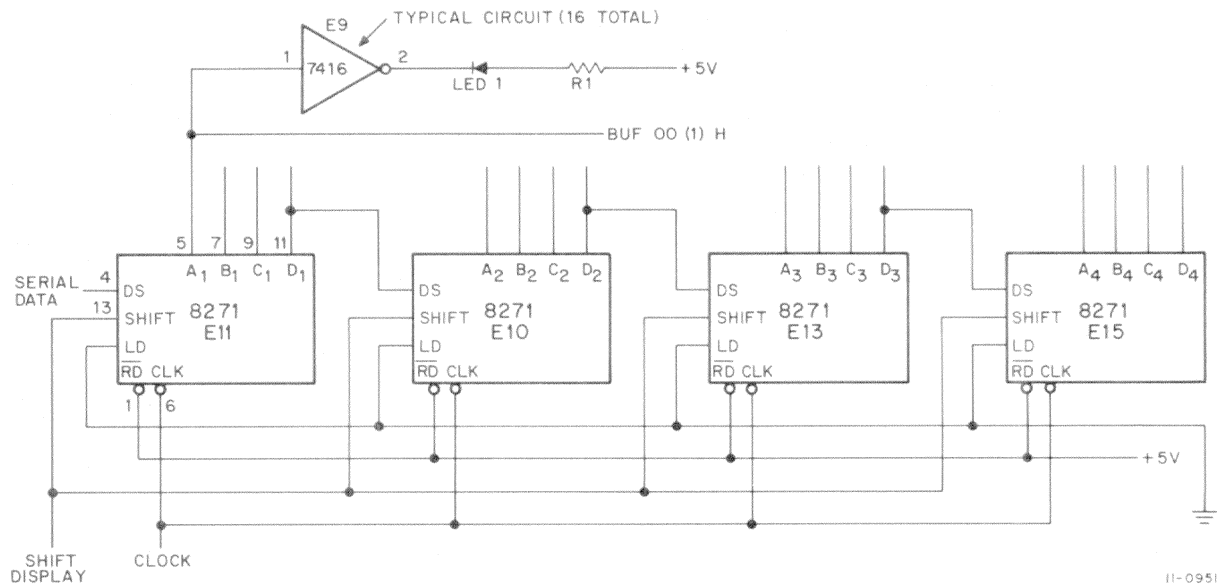 TYPICAL CIRCUIT (16 TOTAL)
E9
1
7416
2
LED 1
R1
+5V
BUF 00 (1) H
5
7
9
11
A1
B1
C1
D1
A2
B2
C2
D2
A3
B3
C3
D3
A4
B4
C4
D4
SERIAL
DATA
4
13
DS
SHIFT
LD
8271
E11
RD
CLK
1
6
DS
SHIFT
LD
8271
E10
RD
CLK
DS
SHIFT
LD
8271
E13
RD
CLK
DS
SHIFT
LD
8271
E15
RD
CLK
+5V
SHIFT
DISPLAY
CLOCK
11-0951